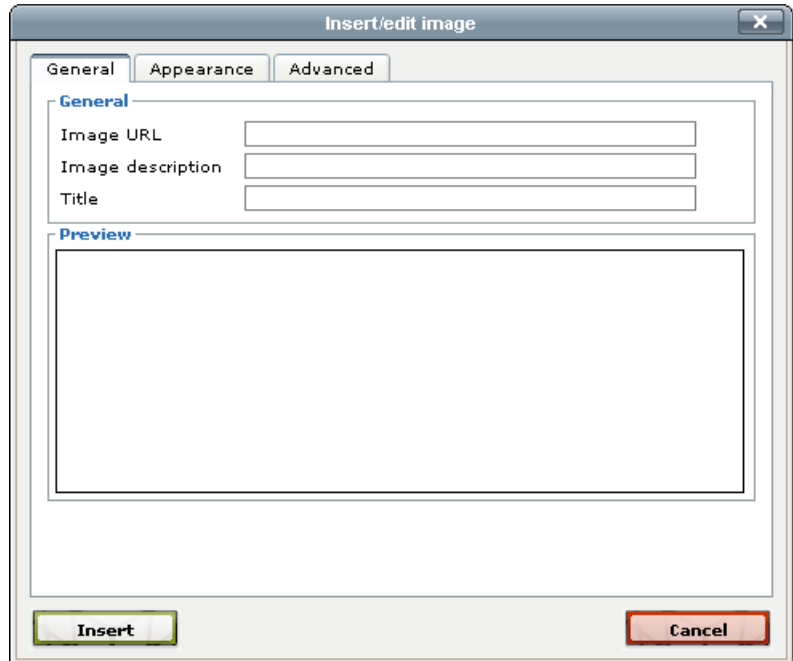 Insert/edit image
General Appearance Advanced
General
Image URL
Image description
Title
Preview
Insert Cancel